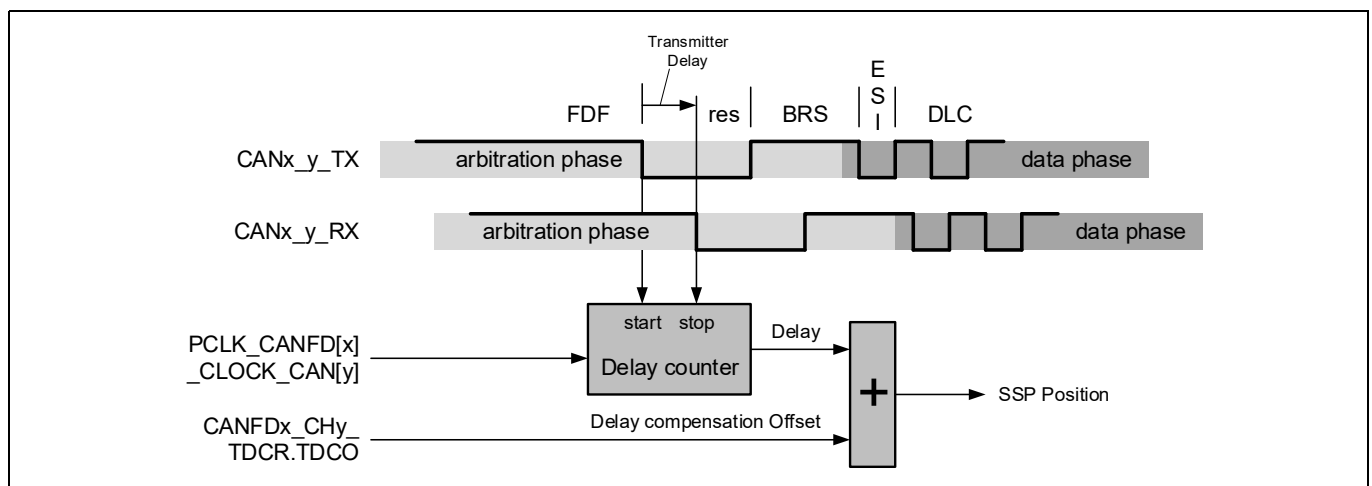 Transmitter
Delay
E
S
I
FDF
res
BRS
DLC
CANx_y_TX
arbitration phase
data phase
CANx_y_RX
arbitration phase
data phase
start stop
Delay counter
PCLK_CANFD[x]
_CLOCK_CAN[y]
Delay
+
SSP Position
Delay compensation Offset
CANFDx_CHy_
TDCR.TDCO